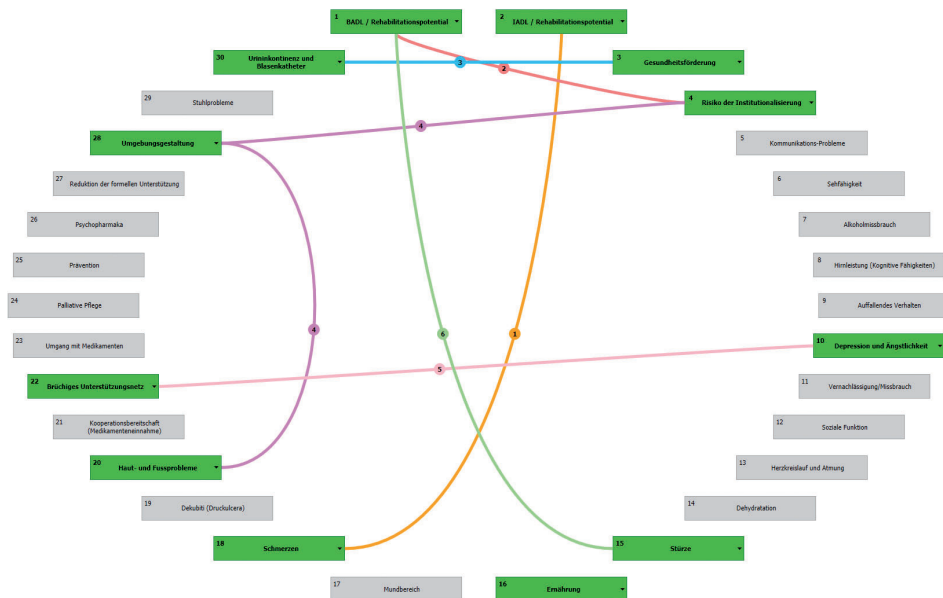 1 BADL / Rehabilitationspotential
2 IADL / Rehabilitationspotential
30 Urininkontinenz und
Blasenkatheter
3 Gesundheitsförderung
3
2
29 Stuhlprobleme
4 Risiko der Institutionalisierung
4
28 Umgebungsgestaltung
5 Kommunikations-Probleme
27 Reduktion der formellen Unterstützung
6 Sehfähigkeit
26 Psychopharmaka
7 Alkoholmissbrauch
25 Prävention
8 Hirnleistung (Kognitive Fähigkeiten)
24 Palliative Pflege
9 Auffallendes Verhalten
4
6
1
23 Umgang mit Medikamenten
10 Depression und Ängstlichkeit
5
22 Brüchiges Unterstützungsnetz
11 Vernachlässigung/Missbrauch
21 Kooperationsbereitschaft
(Medikamenteneinnahme)
12 Soziale Funktion
20 Haut- und Fussprobleme
13 Herzkreislauf und Atmung
19 Dekubiti (Druckulcera)
14 Dehydratation
18 Schmerzen
15 Stürze
17 Mundbereich
16 Ernährung